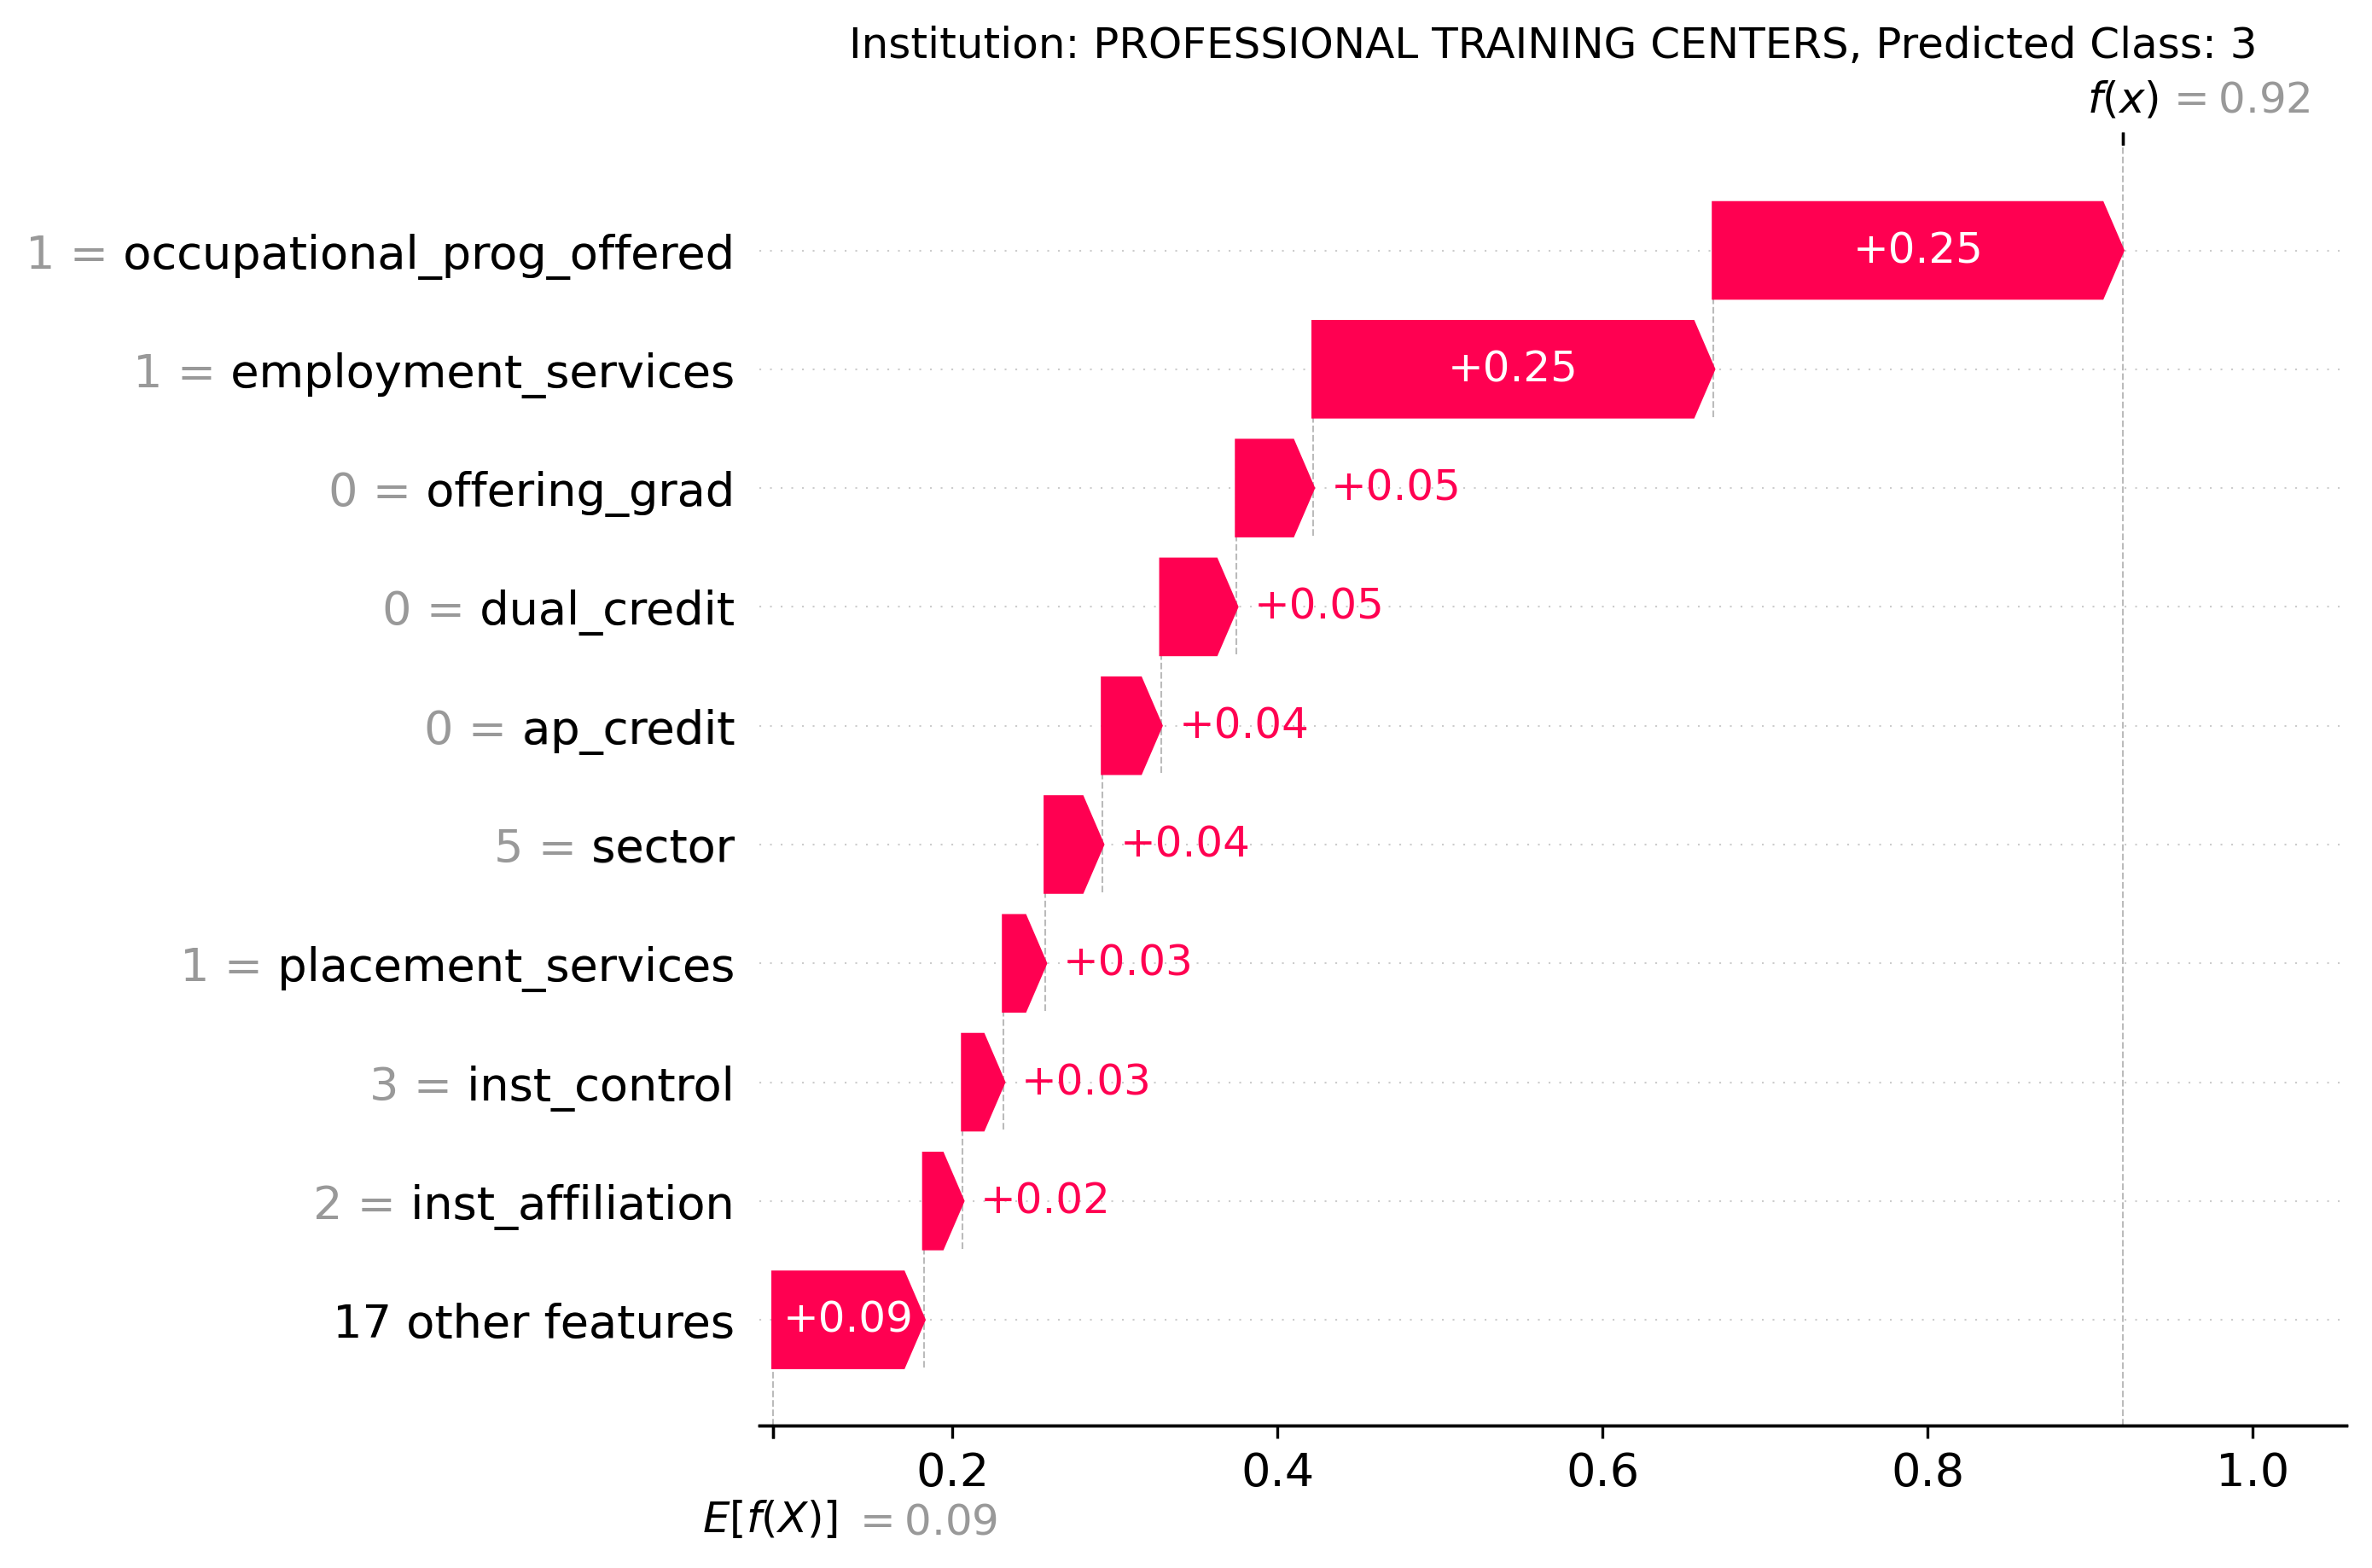 Institution: PROFESSIONAL TRAINING CENTERS, Predicted Class: 3
f(x) = 0.92
1 = occupational_prog_offered +0.25
1 = employment_services +0.25
0 = offering_grad +0.05
0 = dual_credit +0.05
0 = ap_credit +0.04
5 = sector +0.04
1 = placement_services +0.03
3 = inst_control +0.03
2 = inst_affiliation +0.02
17 other features +0.09
0.2 0.4 0.6 0.8 1.0
E[f(X)] = 0.09